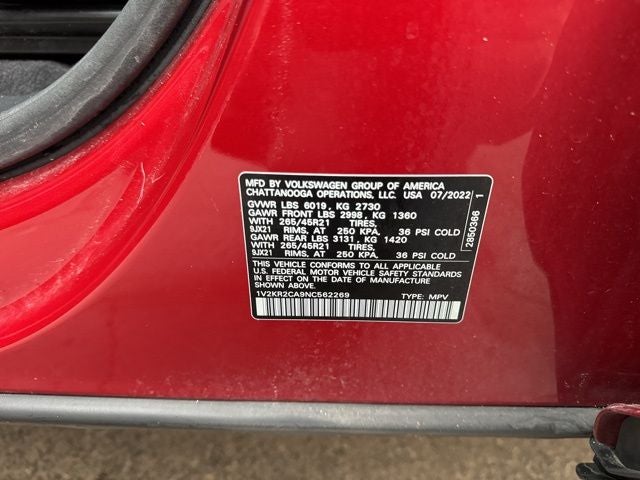 MFD BY VOLKSWAGEN GROUP OF AMERICA
CHATTANOOGA OPERATIONS, LLC. USA 07/2022
GVWR LBS 6019, KG 2730
GAWR FRONT LBS 2998, KG 1360
WITH 265/45R21 TIRES,
9JX21 RIMS, AT 250 KPA, 36 PSI COLD
GAWR REAR LBS 3131, KG 1420
WITH 265/45R21 TIRES,
9JX21 RIMS, AT 250 KPA, 36 PSI COLD
THIS VEHICLE CONFORMS TO ALL APPLICABLE
U.S. FEDERAL MOTOR VEHICLE SAFETY STANDARDS
IN EFFECT ON THE DATE OF MANUFACTURE
SHOWN ABOVE.
1V2KR2CA9NC562269 TYPE: MPV
2850366 1